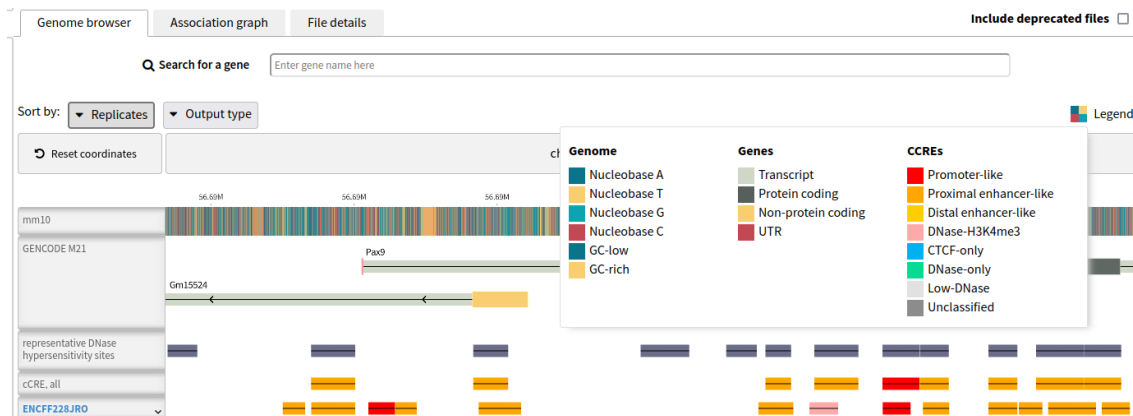 Genome browser
Association graph
File details
Include deprecated files
Search for a gene
Enter gene name here
Sort by:
Replicates
Output type
Legend
Reset coordinates
Genome
Nucleobase A
Nucleobase T
Nucleobase G
Nucleobase C
GC-low
GC-rich
Genes
Transcript
Protein coding
Non-protein coding
UTR
CCREs
Promoter-like
Proximal enhancer-like
Distal enhancer-like
DNase-H3K4me3
CTCF-only
DNase-only
Low-DNase
Unclassified
56.69M
56.69M
56.69M
mm10
GENCODE M21
Pax9
Gm15524
representative DNase
hypersensitivity sites
cCRE, all
ENCFF228JRO